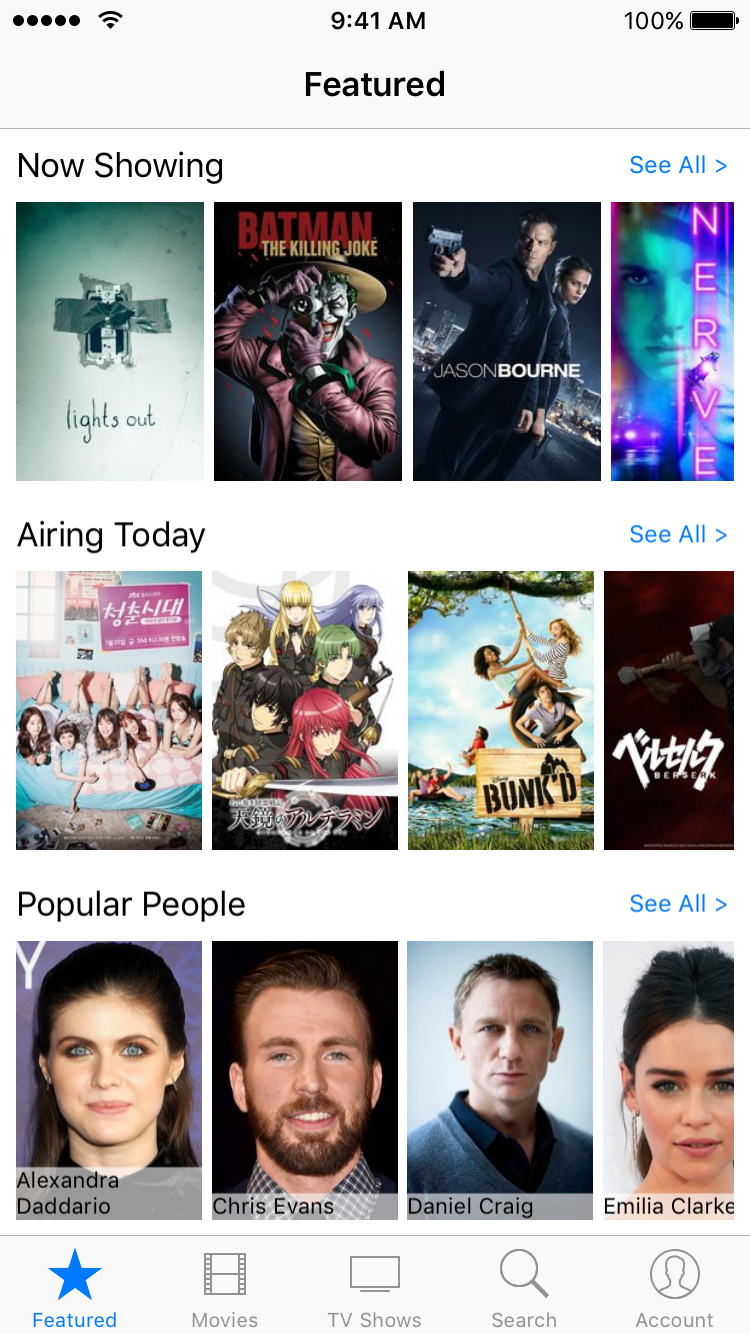 9:41 AM 100%
Featured
Now Showing See All >
lights out
BATMAN
THE KILLING JOKE
JASON BOURNE
NERVE
Airing Today See All >
청춘시대
天鏡のアルデラミン
Disney
BUNK'D
ベルセルク
BERSERK
Popular People See All >
Y
Alexandra
Daddario
Chris Evans
Daniel Craig
Emilia Clarke
Featured Movies TV Shows Search Account